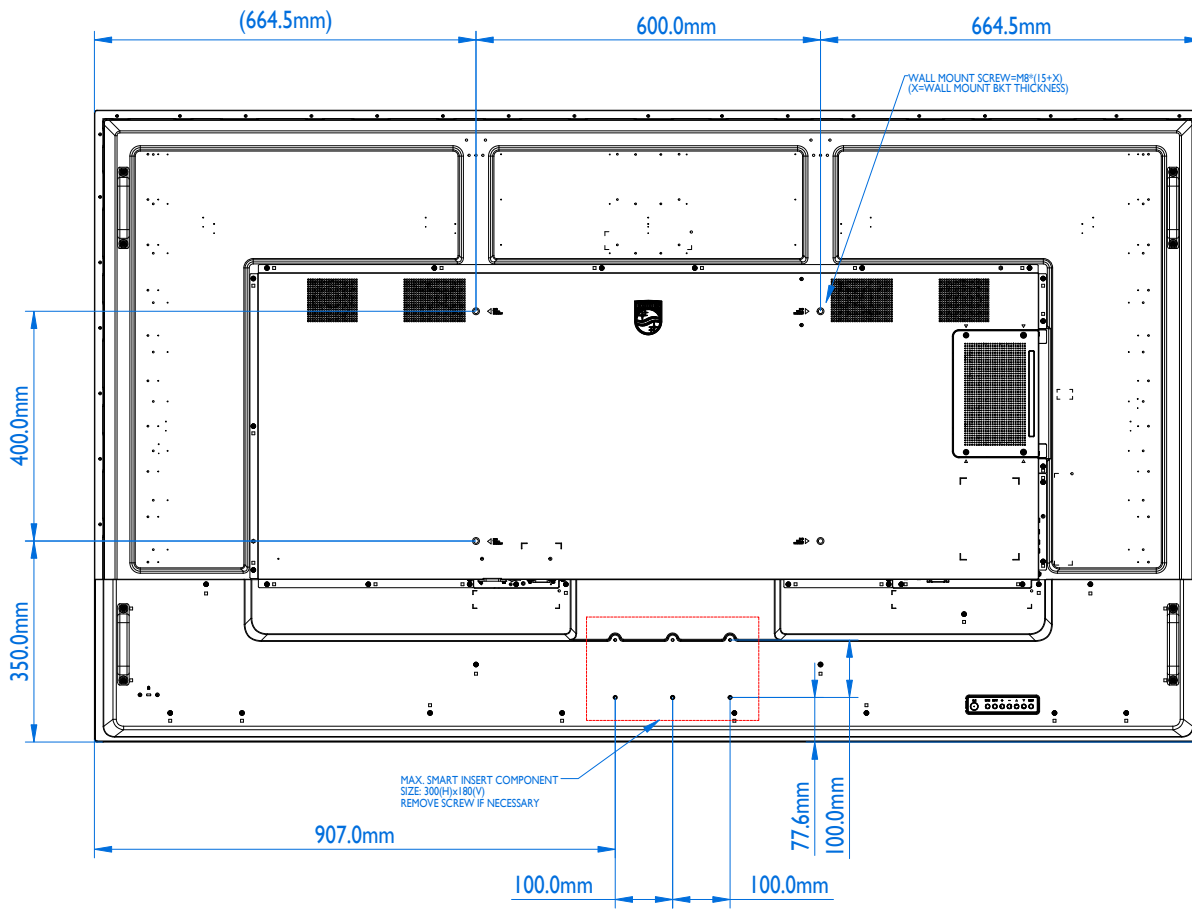 (664.5mm)
600.0mm
664.5mm
WALL MOUNT SCREW=M8*(15+X)
(X=WALL MOUNT BKT THICKNESS)
400.0mm
350.0mm
MAX. SMART INSERT COMPONENT
SIZE: 300(H)x180(V)
REMOVE SCREW IF NECESSARY
907.0mm
77.6mm
100.0mm
100.0mm
100.0mm